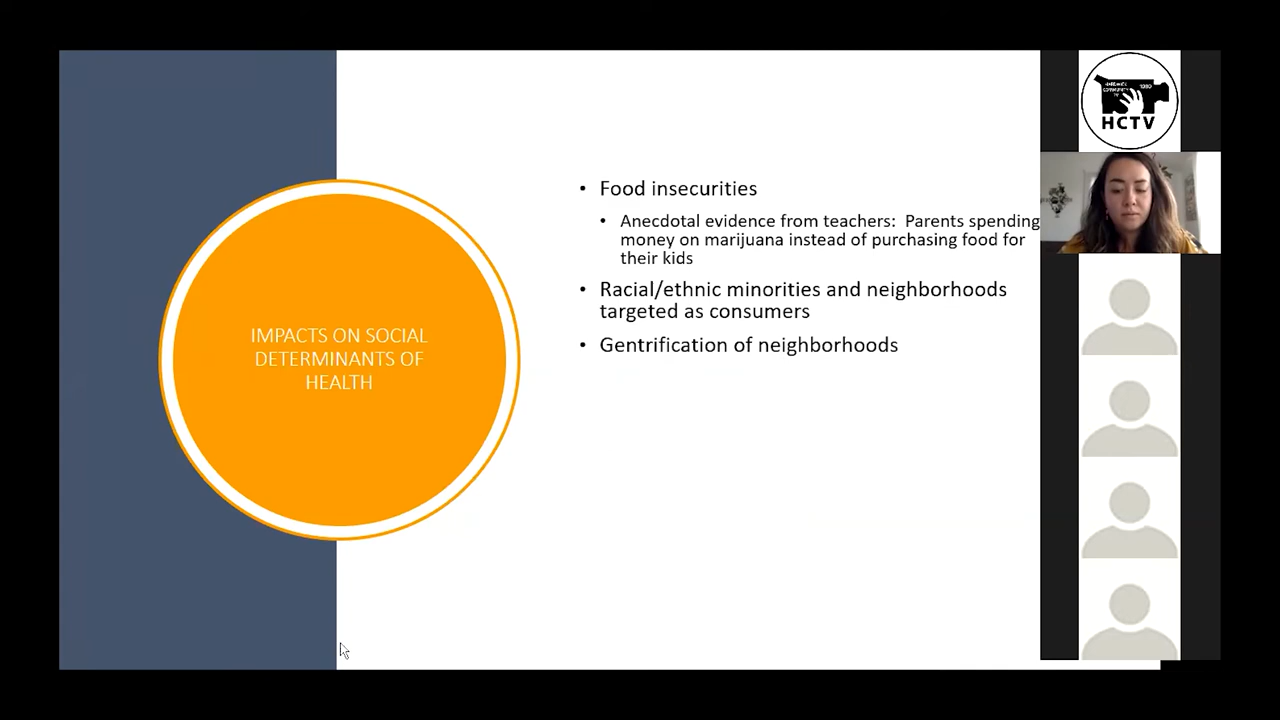 IMPACTS ON SOCIAL
DETERMINANTS OF
HEALTH
• Food insecurities
• Anecdotal evidence from teachers:  Parents spending
money on marijuana instead of purchasing food for
their kids
• Racial/ethnic minorities and neighborhoods
targeted as consumers
• Gentrification of neighborhoods
HCTV